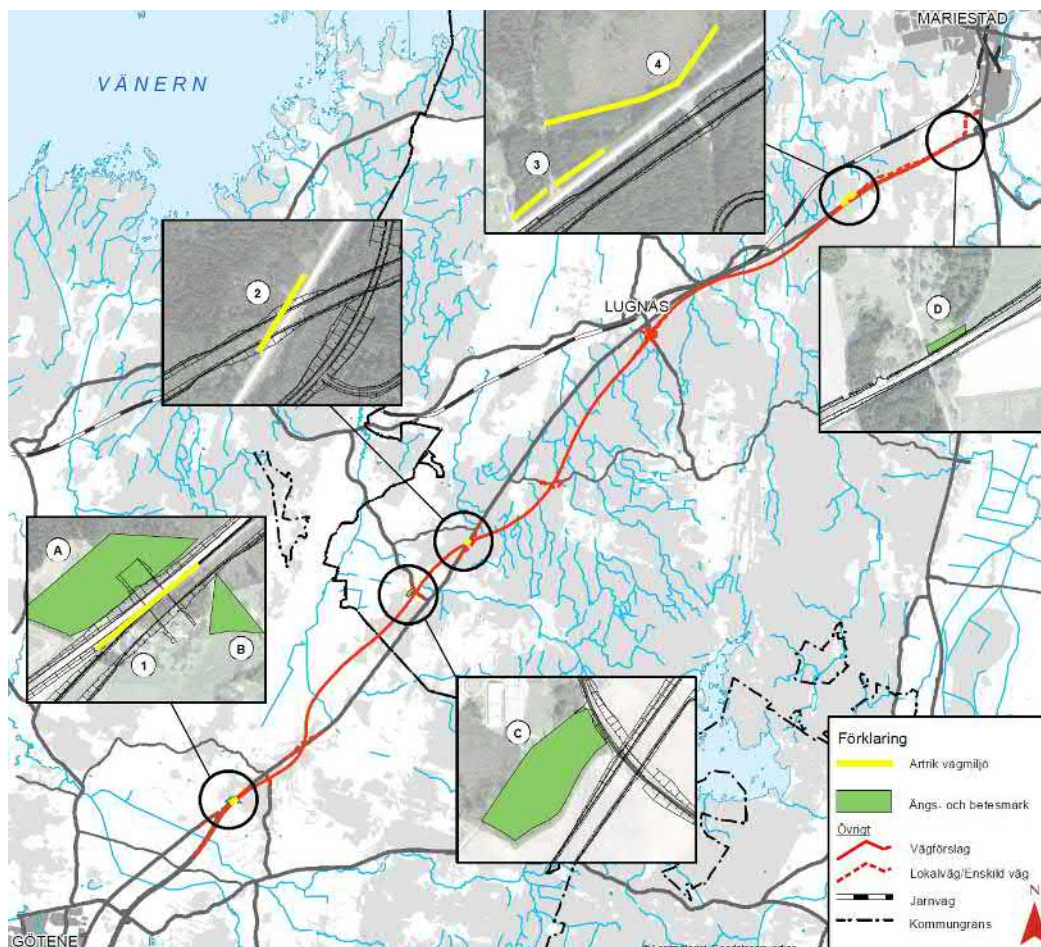 MARIESTAD
VÄNERN
4
3
2
D
LUGNÅS
A
1
B
C
Förklaring
Artrik vägmiljö
Ängs- och betesmark
Övrigt
Vägförslag
Lokalväg/Enskild väg
Järnväg
Kommungräns
N
GÖTENE